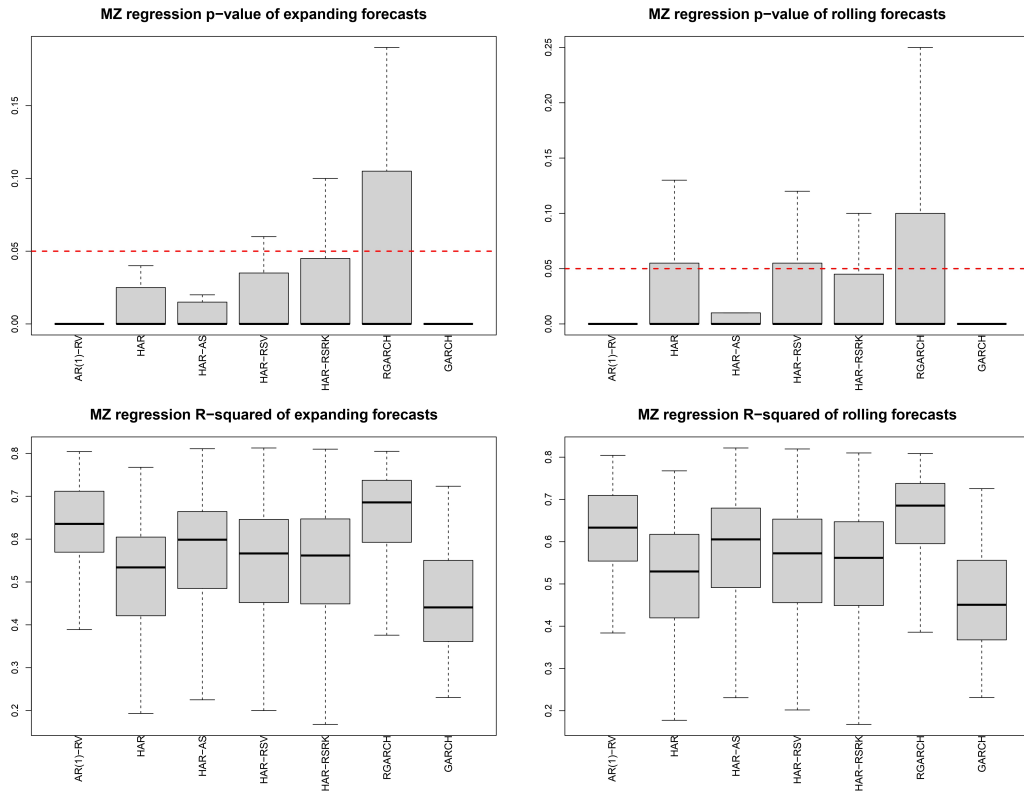 MZ regression p−value of expanding forecasts
0.15
0.10
0.05
0.00
AR(1)−RV
HAR
HAR−AS
HAR−RSV
HAR−RSRK
RGARCH
GARCH
MZ regression p−value of rolling forecasts
0.25
0.20
0.15
0.10
0.05
0.00
AR(1)−RV
HAR
HAR−AS
HAR−RSV
HAR−RSRK
RGARCH
GARCH
MZ regression R−squared of expanding forecasts
0.8
0.7
0.6
0.5
0.4
0.3
0.2
AR(1)−RV
HAR
HAR−AS
HAR−RSV
HAR−RSRK
RGARCH
GARCH
MZ regression R−squared of rolling forecasts
0.8
0.7
0.6
0.5
0.4
0.3
0.2
AR(1)−RV
HAR
HAR−AS
HAR−RSV
HAR−RSRK
RGARCH
GARCH